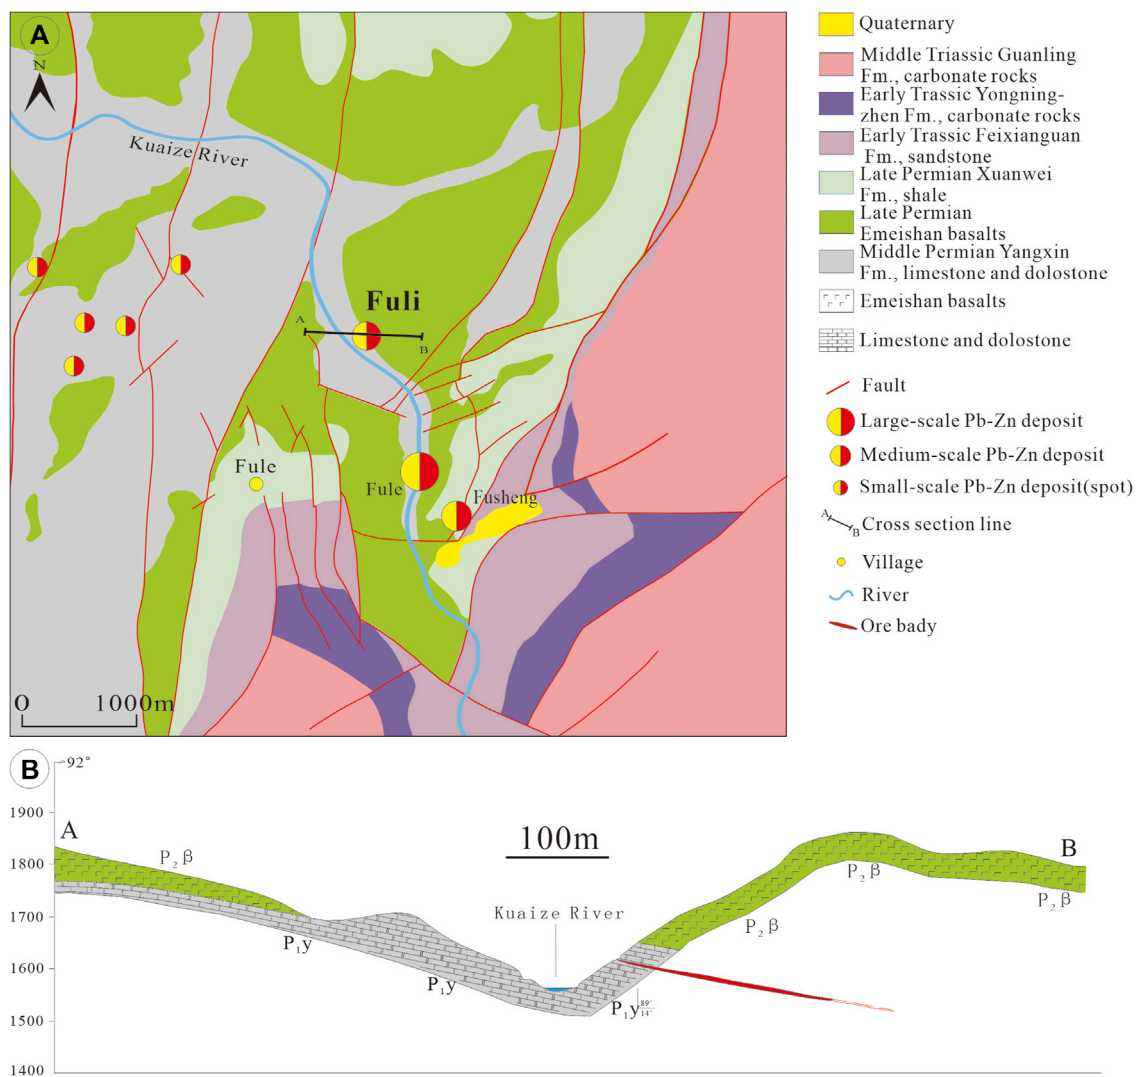 A
N
Kuaize River
Fuli
A
B
Fule
Fule
Fusheng
0 1000m
Quaternary
Middle Triassic Guanling
Fm., carbonate rocks
Early Trassic Yongning-
zhen Fm., carbonate rocks
Early Trassic Feixianguan
Fm., sandstone
Late Permian Xuanwei
Fm., shale
Late Permian
Emeishan basalts
Middle Permian Yangxin
Fm., limestone and dolostone
Emeishan basalts
Limestone and dolostone
Fault
Large-scale Pb-Zn deposit
Medium-scale Pb-Zn deposit
Small-scale Pb-Zn deposit(spot)
A B Cross section line
Village
River
Ore bady
B
92°
1900
1800
1700
1600
1500
1400
A
P₂β
100m
B
P₂β
P₂β
P₂β
Kuaize River
P₁y
P₁y
P₁y 89° 14°